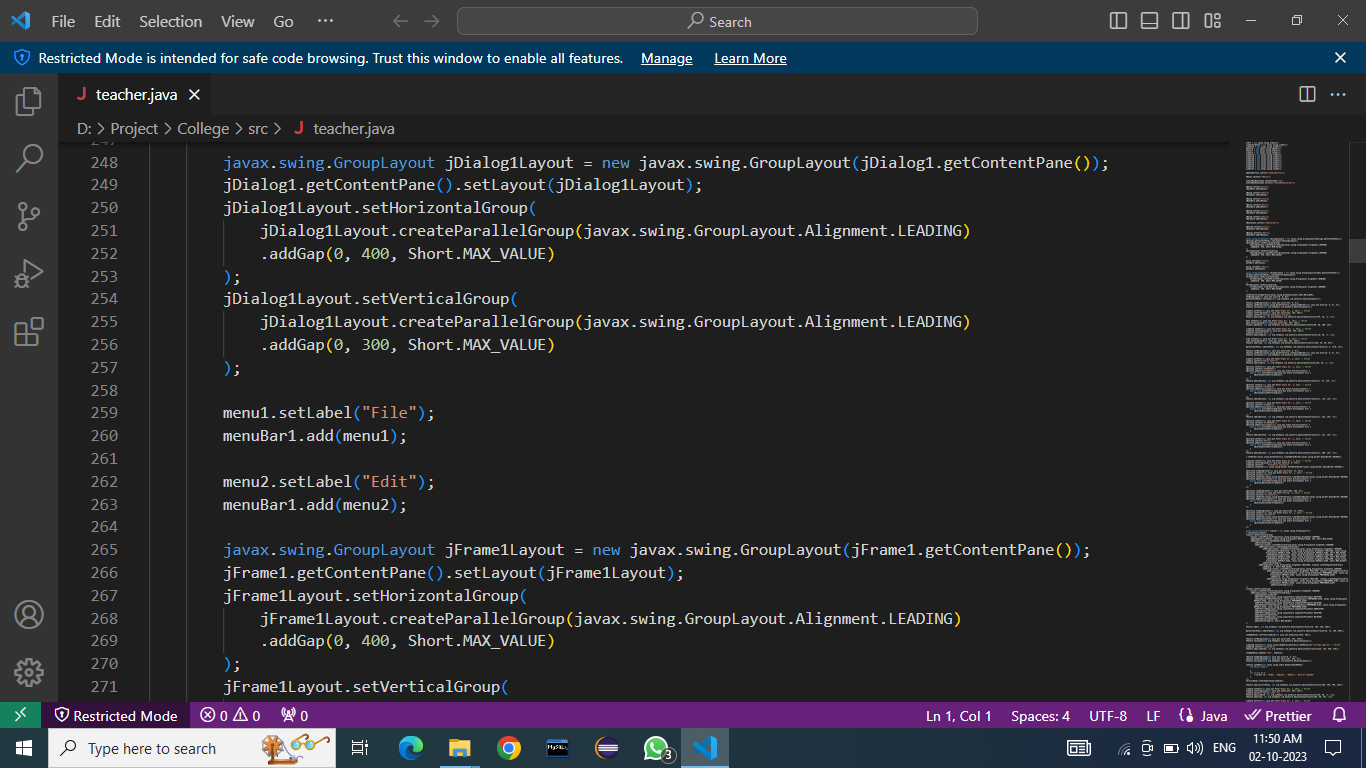 File Edit Selection View Go ··· Search
Restricted Mode is intended for safe code browsing. Trust this window to enable all features. Manage Learn More
J teacher.java
D: > Project > College > src > J teacher.java
248 javax.swing.GroupLayout jDialog1Layout = new javax.swing.GroupLayout(jDialog1.getContentPane());
249 jDialog1.getContentPane().setLayout(jDialog1Layout);
250 jDialog1Layout.setHorizontalGroup(
251 jDialog1Layout.createParallelGroup(javax.swing.GroupLayout.Alignment.LEADING)
252 .addGap(0, 400, Short.MAX_VALUE)
253 );
254 jDialog1Layout.setVerticalGroup(
255 jDialog1Layout.createParallelGroup(javax.swing.GroupLayout.Alignment.LEADING)
256 .addGap(0, 300, Short.MAX_VALUE)
257 );
258
259 menu1.setLabel("File");
260 menuBar1.add(menu1);
261
262 menu2.setLabel("Edit");
263 menuBar1.add(menu2);
264
265 javax.swing.GroupLayout jFrame1Layout = new javax.swing.GroupLayout(jFrame1.getContentPane());
266 jFrame1.getContentPane().setLayout(jFrame1Layout);
267 jFrame1Layout.setHorizontalGroup(
268 jFrame1Layout.createParallelGroup(javax.swing.GroupLayout.Alignment.LEADING)
269 .addGap(0, 400, Short.MAX_VALUE)
270 );
271 jFrame1Layout.setVerticalGroup(
Restricted Mode 0 0 0 Ln 1, Col 1 Spaces: 4 UTF-8 LF Java Prettier
Type here to search MySQL 3 ENG 11:50 AM
02-10-2023